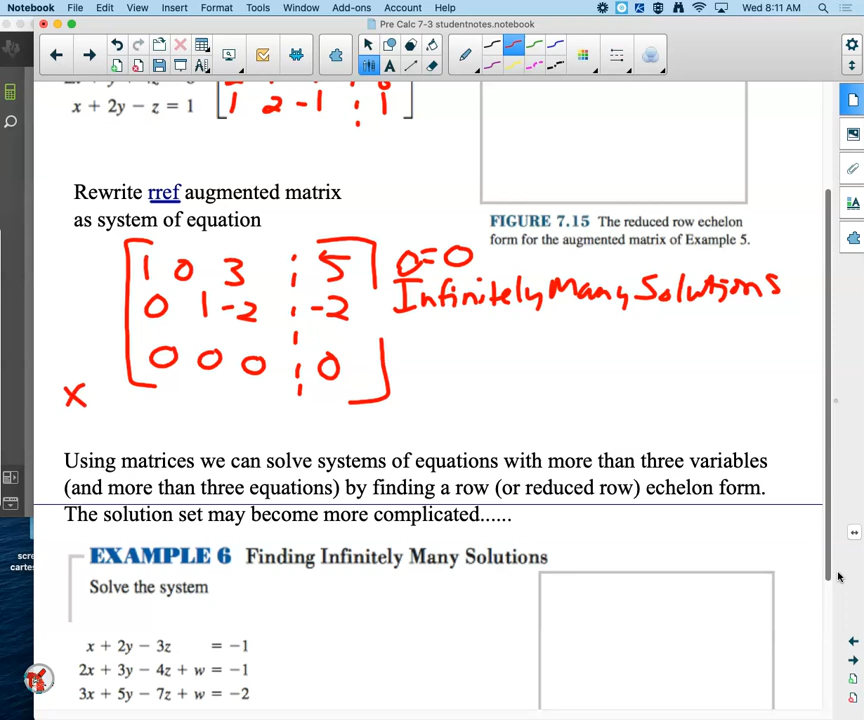 Notebook File Edit View Insert Format Tools Window Add-ons Account Help Wed 8:11 AM
Pre Calc 7-3 studentnotes.notebook
x + 2y − z = 1 1 2 -1 1
Rewrite rref augmented matrix
as system of equation
FIGURE 7.15 The reduced row echelon
form for the augmented matrix of Example 5.
1 0 3 5 0=0
0 1 -2 -2 Infinitely Many Solutions
0 0 0 0
x
Using matrices we can solve systems of equations with more than three variables
(and more than three equations) by finding a row (or reduced row) echelon form.
The solution set may become more complicated......
scre
cartes
EXAMPLE 6 Finding Infinitely Many Solutions
Solve the system
x + 2y − 3z = −1
2x + 3y − 4z + w = −1
3x + 5y − 7z + w = −2